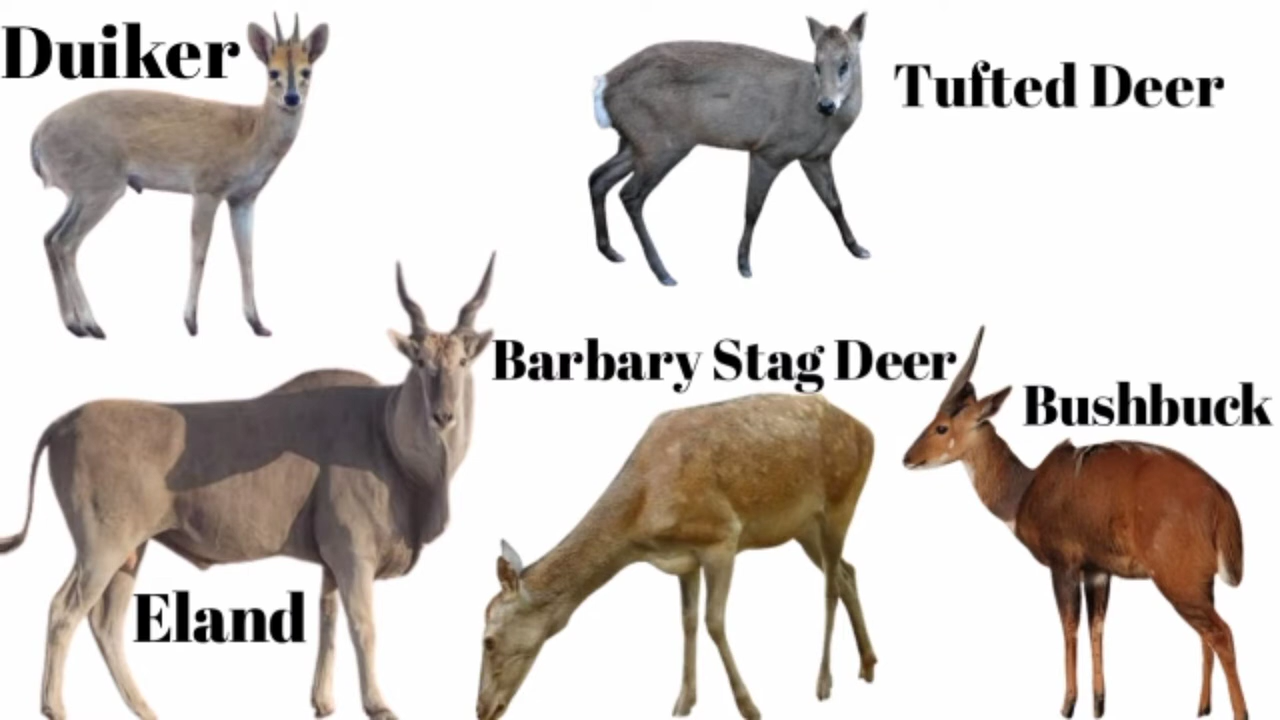 Duiker
Tufted Deer
Barbary Stag Deer
Bushbuck
Eland